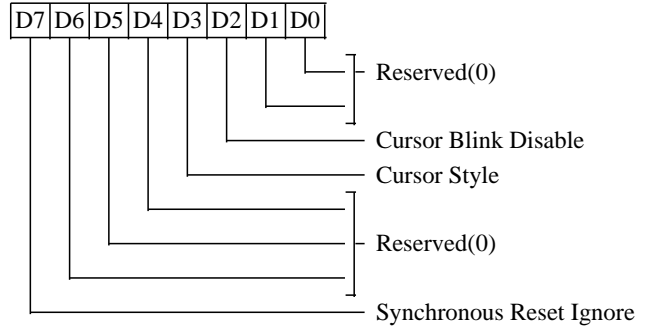 D7 D6 D5 D4 D3 D2 D1 D0
Reserved(0)
Cursor Blink Disable
Cursor Style
Reserved(0)
Synchronous Reset Ignore